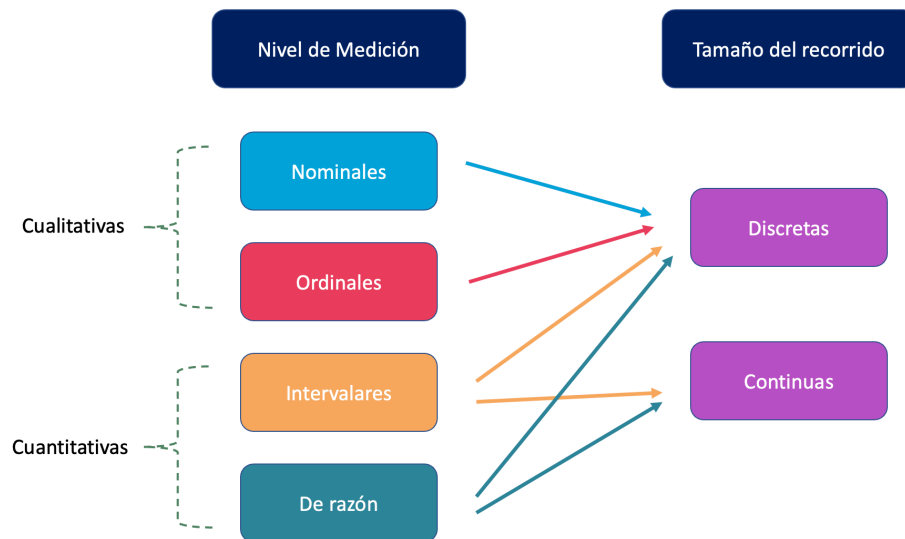 Nivel de Medición
Tamaño del recorrido
Cualitativas
Nominales
Ordinales
Discretas
Cuantitativas
Intervalares
De razón
Continuas